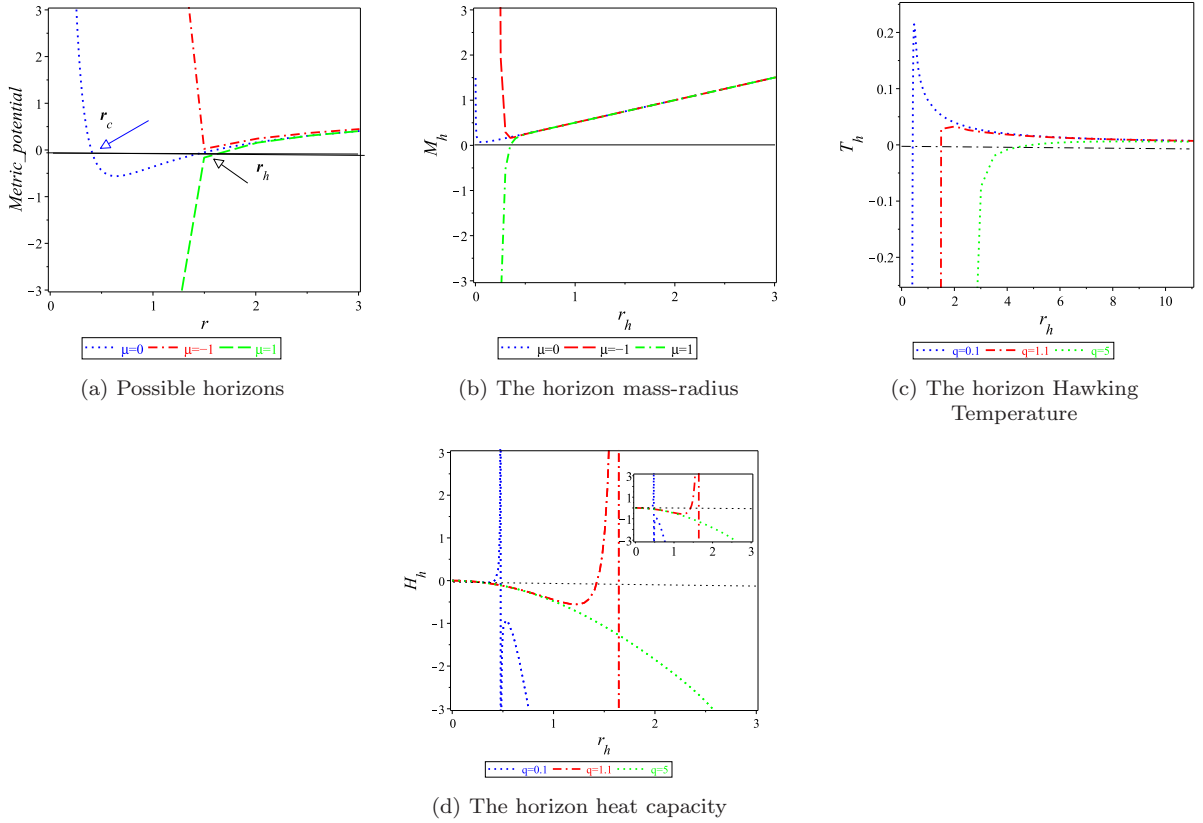 3
2
1
0
−1
−2
−3
0
1
2
3
Metric_potential
r
r_c
r_h
μ=0
μ=−1
μ=1
(a) Possible horizons
3
2
1
0
−1
−2
−3
0
1
2
3
M_h
r_h
μ=0
μ=−1
μ=1
(b) The horizon mass-radius
0.2
0.1
0
−0.1
−0.2
0
2
4
6
8
10
T_h
r_h
q=0.1
q=1.1
q=5
(c) The horizon Hawking
Temperature
3
2
1
0
−1
−2
−3
0
1
2
3
H_h
r_h
3
1
−1
−3
0
1
2
3
q=0.1
q=1.1
q=5
(d) The horizon heat capacity